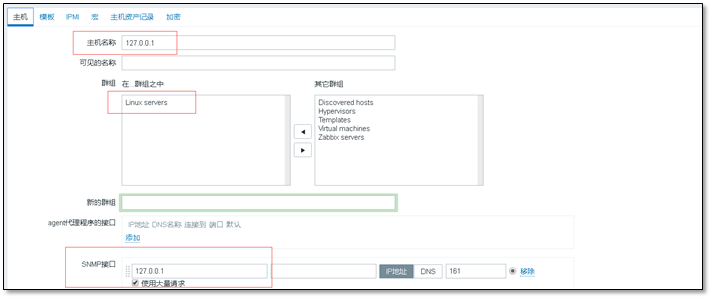 主机 模板 IPMI 宏 主机资产记录 加密
主机名称 127.0.0.1
可见的名称
群组 在 群组之中 其它群组
Linux servers
Discovered hosts
Hypervisors
Templates
Virtual machines
Zabbix servers
新的群组
agent代理程序的接口 IP地址 DNS名称 连接到 端口 默认
添加
SNMP接口 127.0.0.1 IP地址 DNS 161 移除
使用大量请求